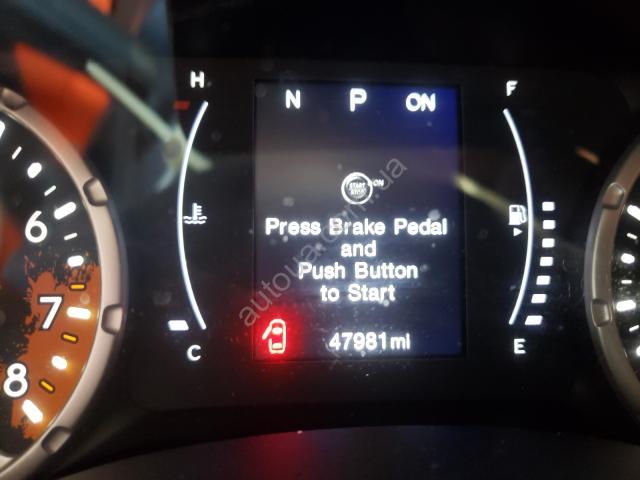 H
N P ON
F
START
STOP
ON
Press Brake Pedal
and
Push Button
to Start
47981 mi
C
E
6
7
8
autoua.com.ua